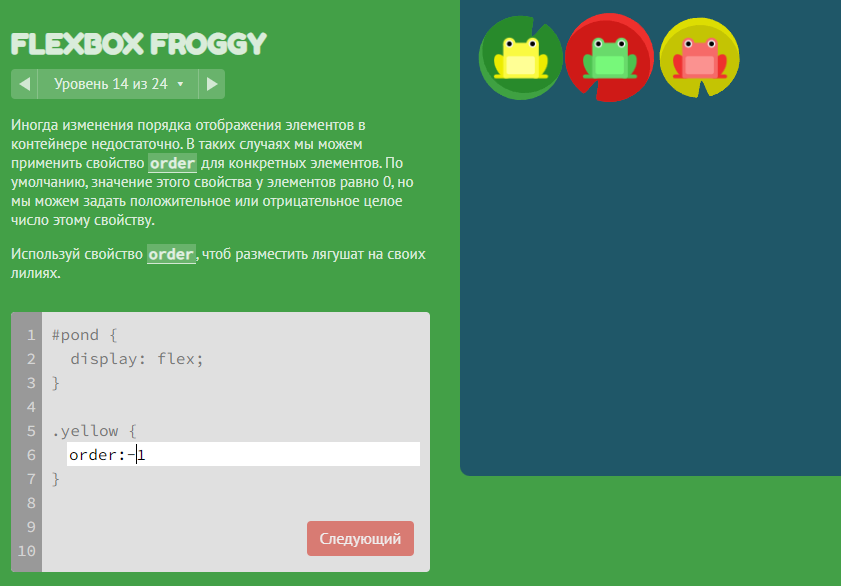 FLEXBOX FROGGY
Уровень 14 из 24
Иногда изменения порядка отображения элементов в
контейнере недостаточно. В таких случаях мы можем
применить свойство order для конкретных элементов. По
умолчанию, значение этого свойства у элементов равно 0, но
мы можем задать положительное или отрицательное целое
число этому свойству.
Используй свойство order, чтоб разместить лягушат на своих
лилиях.
1 #pond {
2 display: flex;
3 }
4
5 .yellow {
6 order:-1
7 }
8
9
10
Следующий